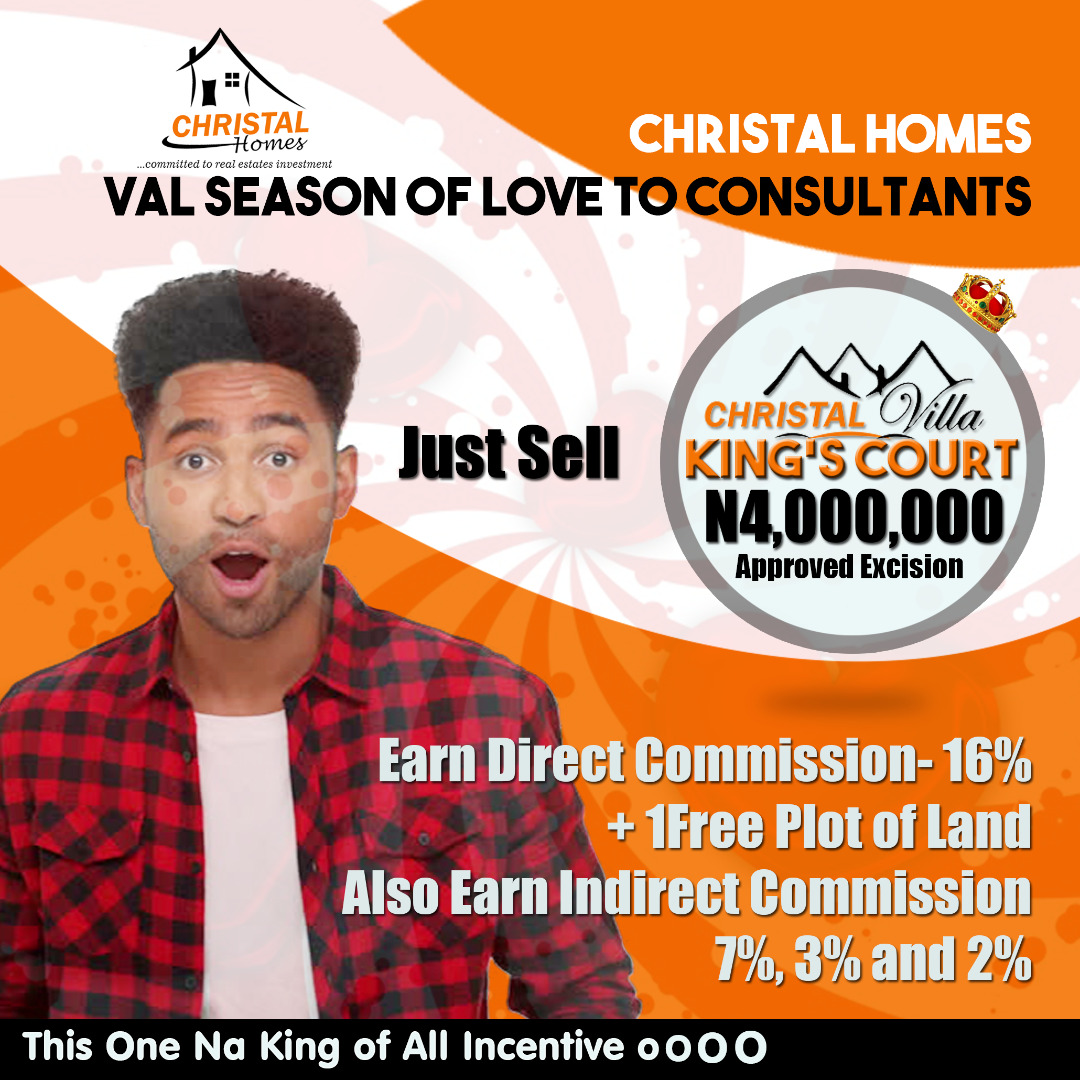 CHRISTAL
Homes
...committed to real estates investment
CHRISTAL HOMES
VAL SEASON OF LOVE TO CONSULTANTS
Just Sell
CHRISTAL Villa
KING'S COURT
N4,000,000
Approved Excision
Earn Direct Commission- 16%
+ 1Free Plot of Land
Also Earn Indirect Commission
7%, 3% and 2%
This One Na King of All Incentive oOOO